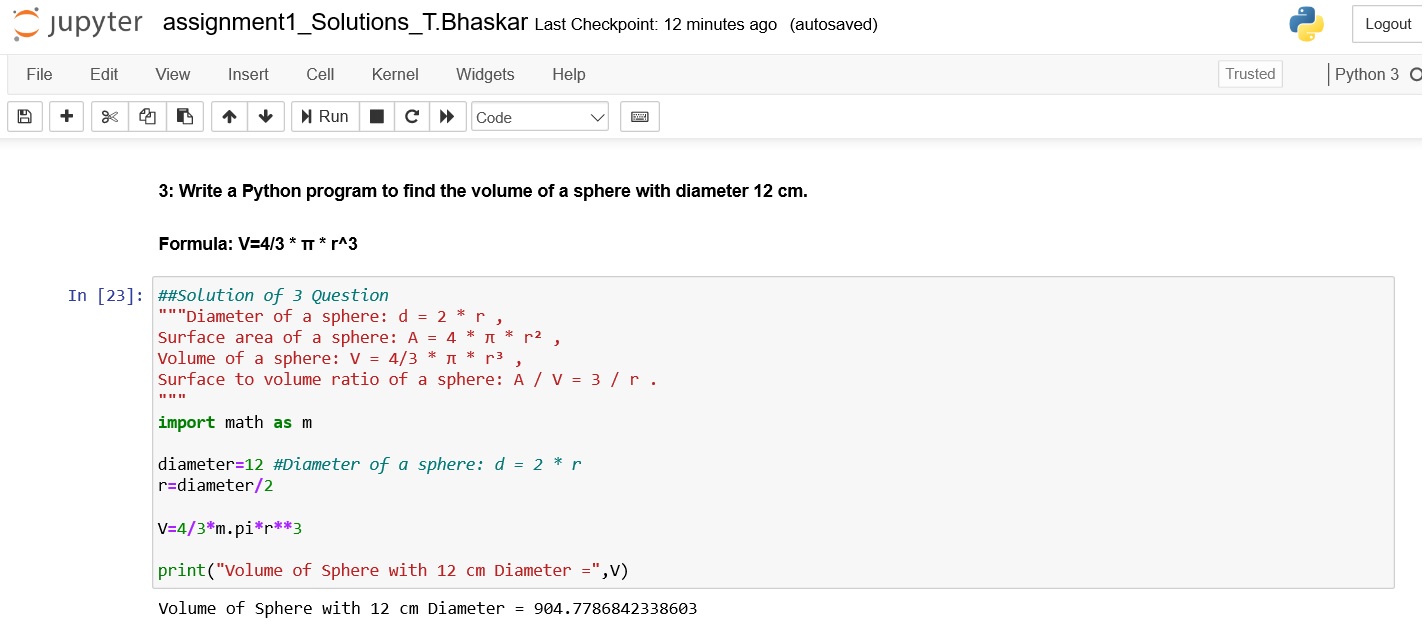 jupyter assignment1_Solutions_T.Bhaskar Last Checkpoint: 12 minutes ago (autosaved) Logout
File Edit View Insert Cell Kernel Widgets Help Trusted Python 3
Run Code
3: Write a Python program to find the volume of a sphere with diameter 12 cm.
Formula: V=4/3 * π * r^3
In [23]: ##Solution of 3 Question
"""Diameter of a sphere: d = 2 * r ,
Surface area of a sphere: A = 4 * π * r² ,
Volume of a sphere: V = 4/3 * π * r³ ,
Surface to volume ratio of a sphere: A / V = 3 / r .
"""
import math as m
diameter=12 #Diameter of a sphere: d = 2 * r
r=diameter/2
V=4/3*m.pi*r**3
print("Volume of Sphere with 12 cm Diameter =",V)
Volume of Sphere with 12 cm Diameter = 904.7786842338603